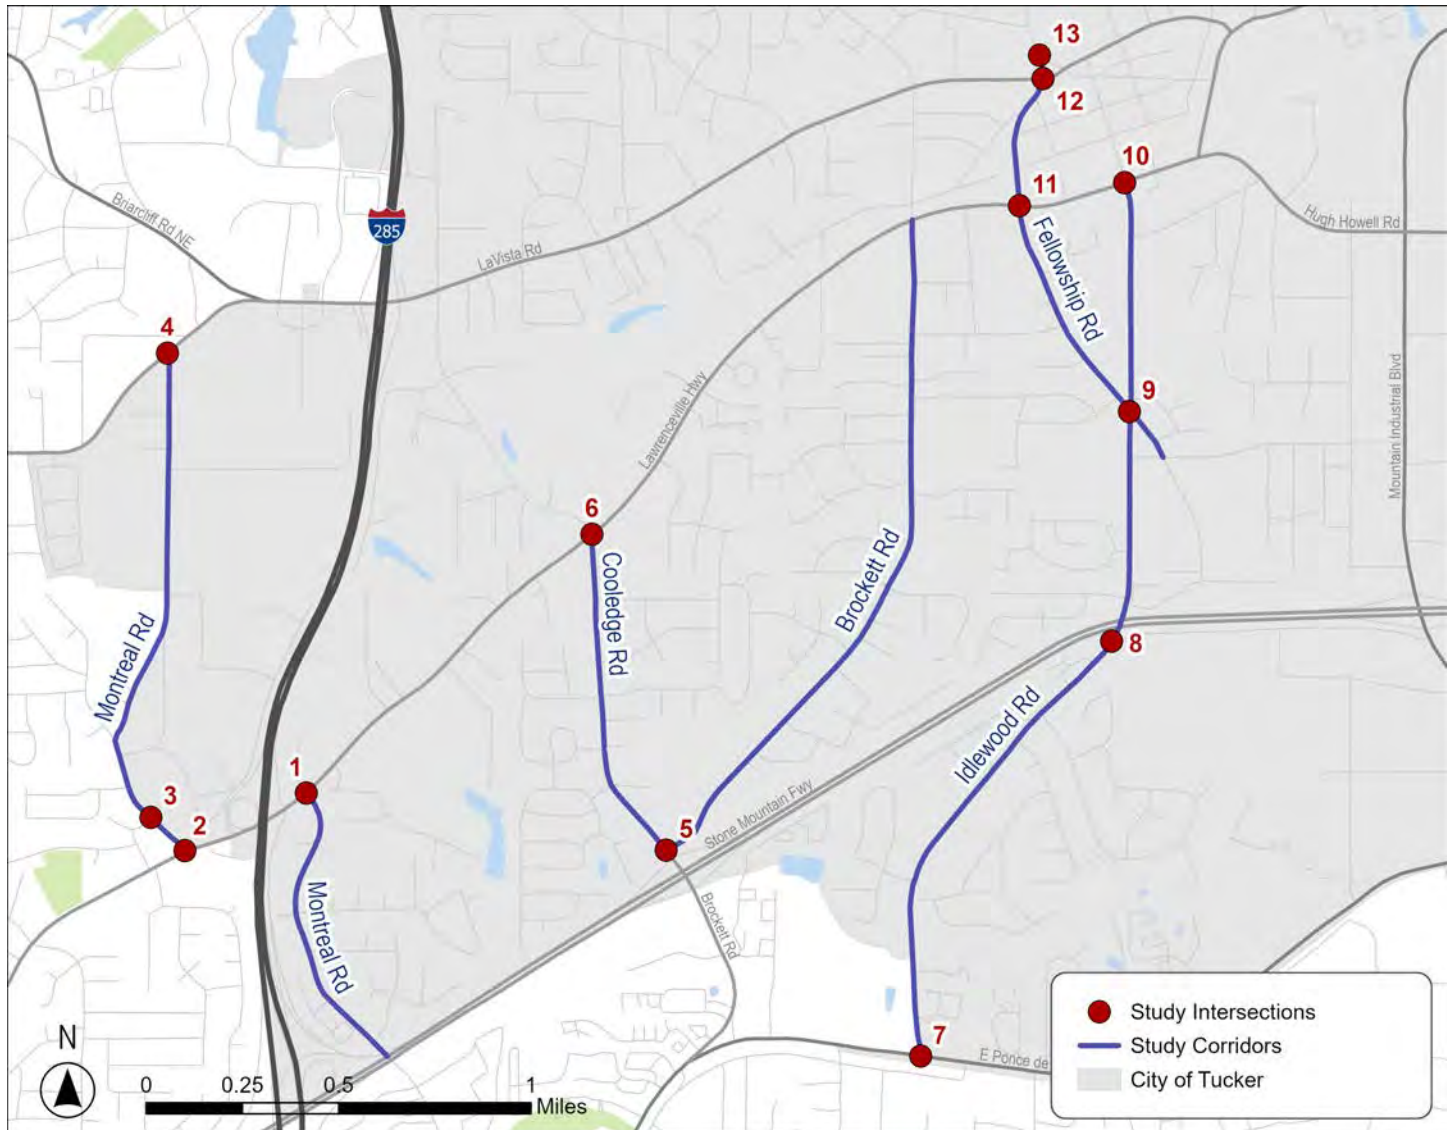 13
12
10
11
Briarcliff Rd NE
285
LaVista Rd
Fellowship Rd
Hugh Howell Rd
4
Lawrenceville Hwy
9
Mountain Industrial Blvd
6
Cooledge Rd
Brockett Rd
8
Montreal Rd
Idlewood Rd
1
3
2
5
Stone Mountain Fwy
Montreal Rd
Brockett Rd
7
E Ponce de
N
0 0.25 0.5 1
Miles
Study Intersections
Study Corridors
City of Tucker